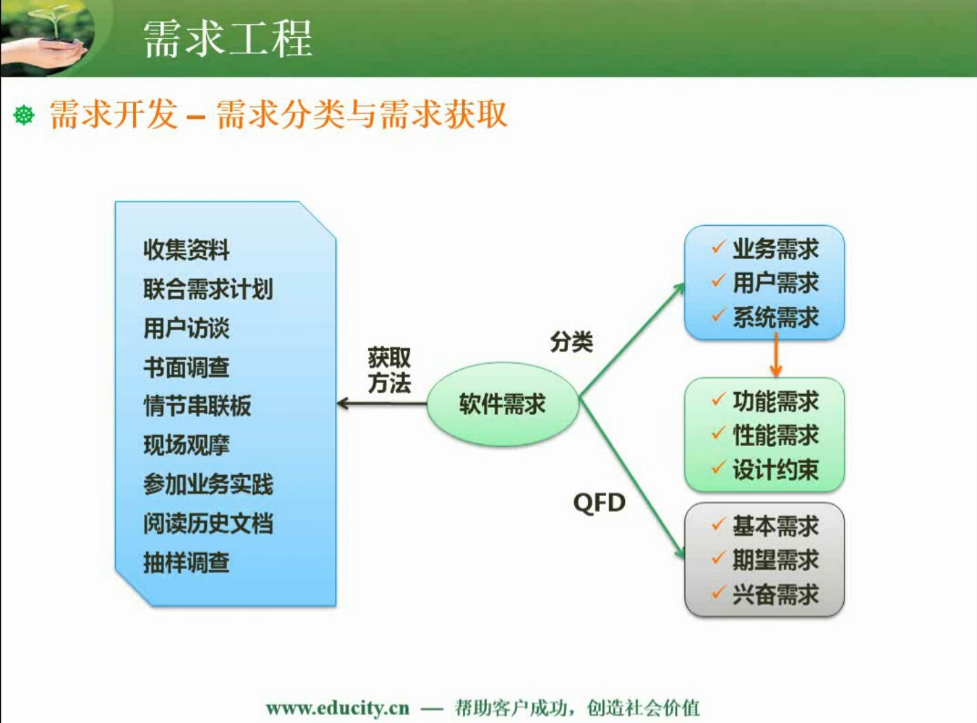 需求工程
需求开发 – 需求分类与需求获取
收集资料
联合需求计划
用户访谈
书面调查
情节串联板
现场观摩
参加业务实践
阅读历史文档
抽样调查
获取
方法
软件需求
分类
QFD
业务需求
用户需求
系统需求
功能需求
性能需求
设计约束
基本需求
期望需求
兴奋需求
www.educity.cn — 帮助客户成功，创造社会价值